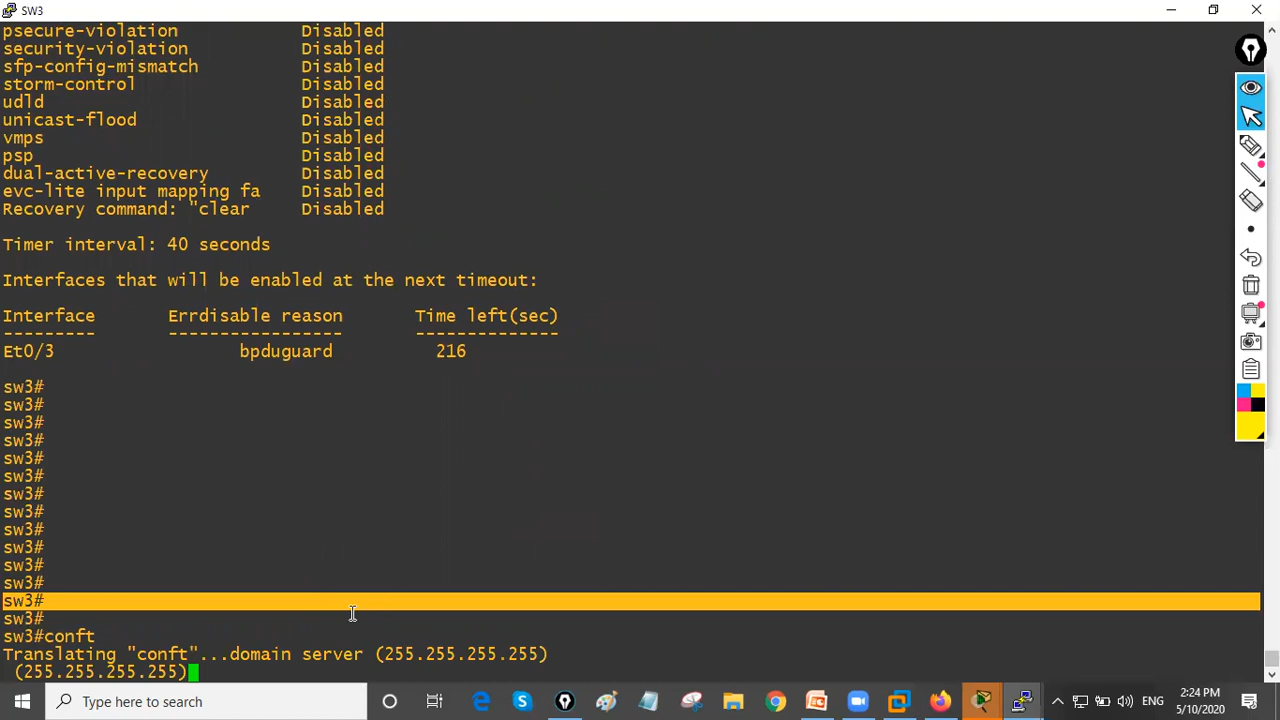 SW3
psecure-violation Disabled
security-violation Disabled
sfp-config-mismatch Disabled
storm-control Disabled
udld Disabled
unicast-flood Disabled
vmps Disabled
psp Disabled
dual-active-recovery Disabled
evc-lite input mapping fa Disabled
Recovery command: "clear Disabled
Timer interval: 40 seconds
Interfaces that will be enabled at the next timeout:
Interface Errdisable reason Time left(sec)
--------- ----------------- --------------
Et0/3 bpduguard 216
sw3#
sw3#
sw3#
sw3#
sw3#
sw3#
sw3#
sw3#
sw3#
sw3#
sw3#
sw3#
sw3#
sw3#
sw3#conft
Translating "conft"...domain server (255.255.255.255)
(255.255.255.255)
Type here to search
ENG
2:24 PM
5/10/2020